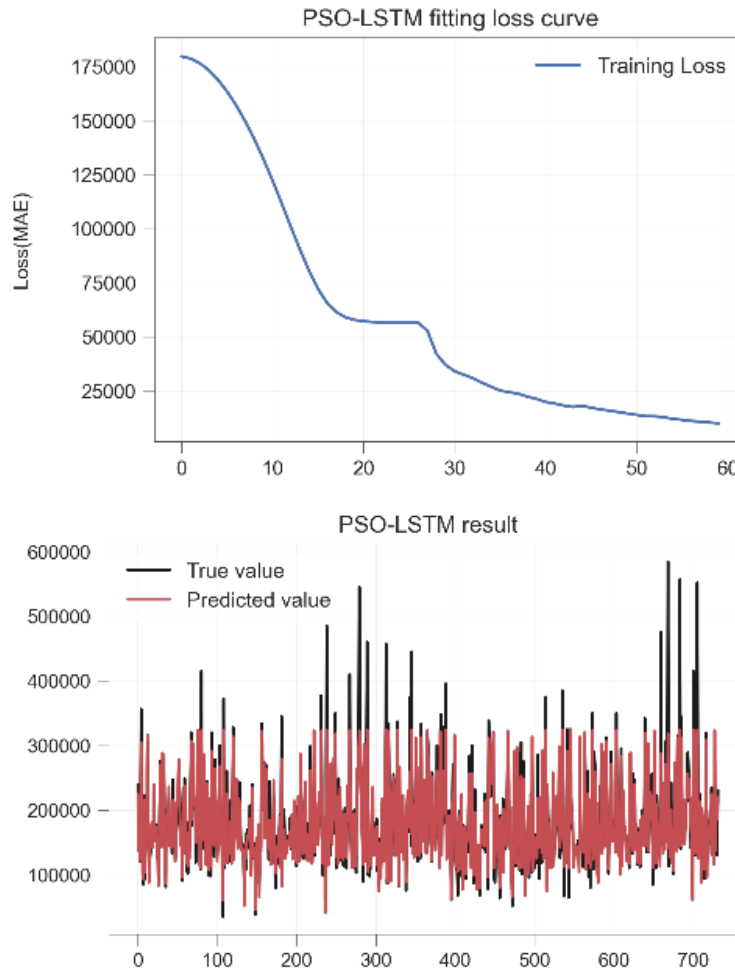 PSO-LSTM fitting loss curve
175000
150000
125000
100000
75000
50000
25000
Loss(MAE)
Training Loss
0 10 20 30 40 50 60
PSO-LSTM result
600000
500000
400000
300000
200000
100000
True value
Predicted value
0 100 200 300 400 500 600 700